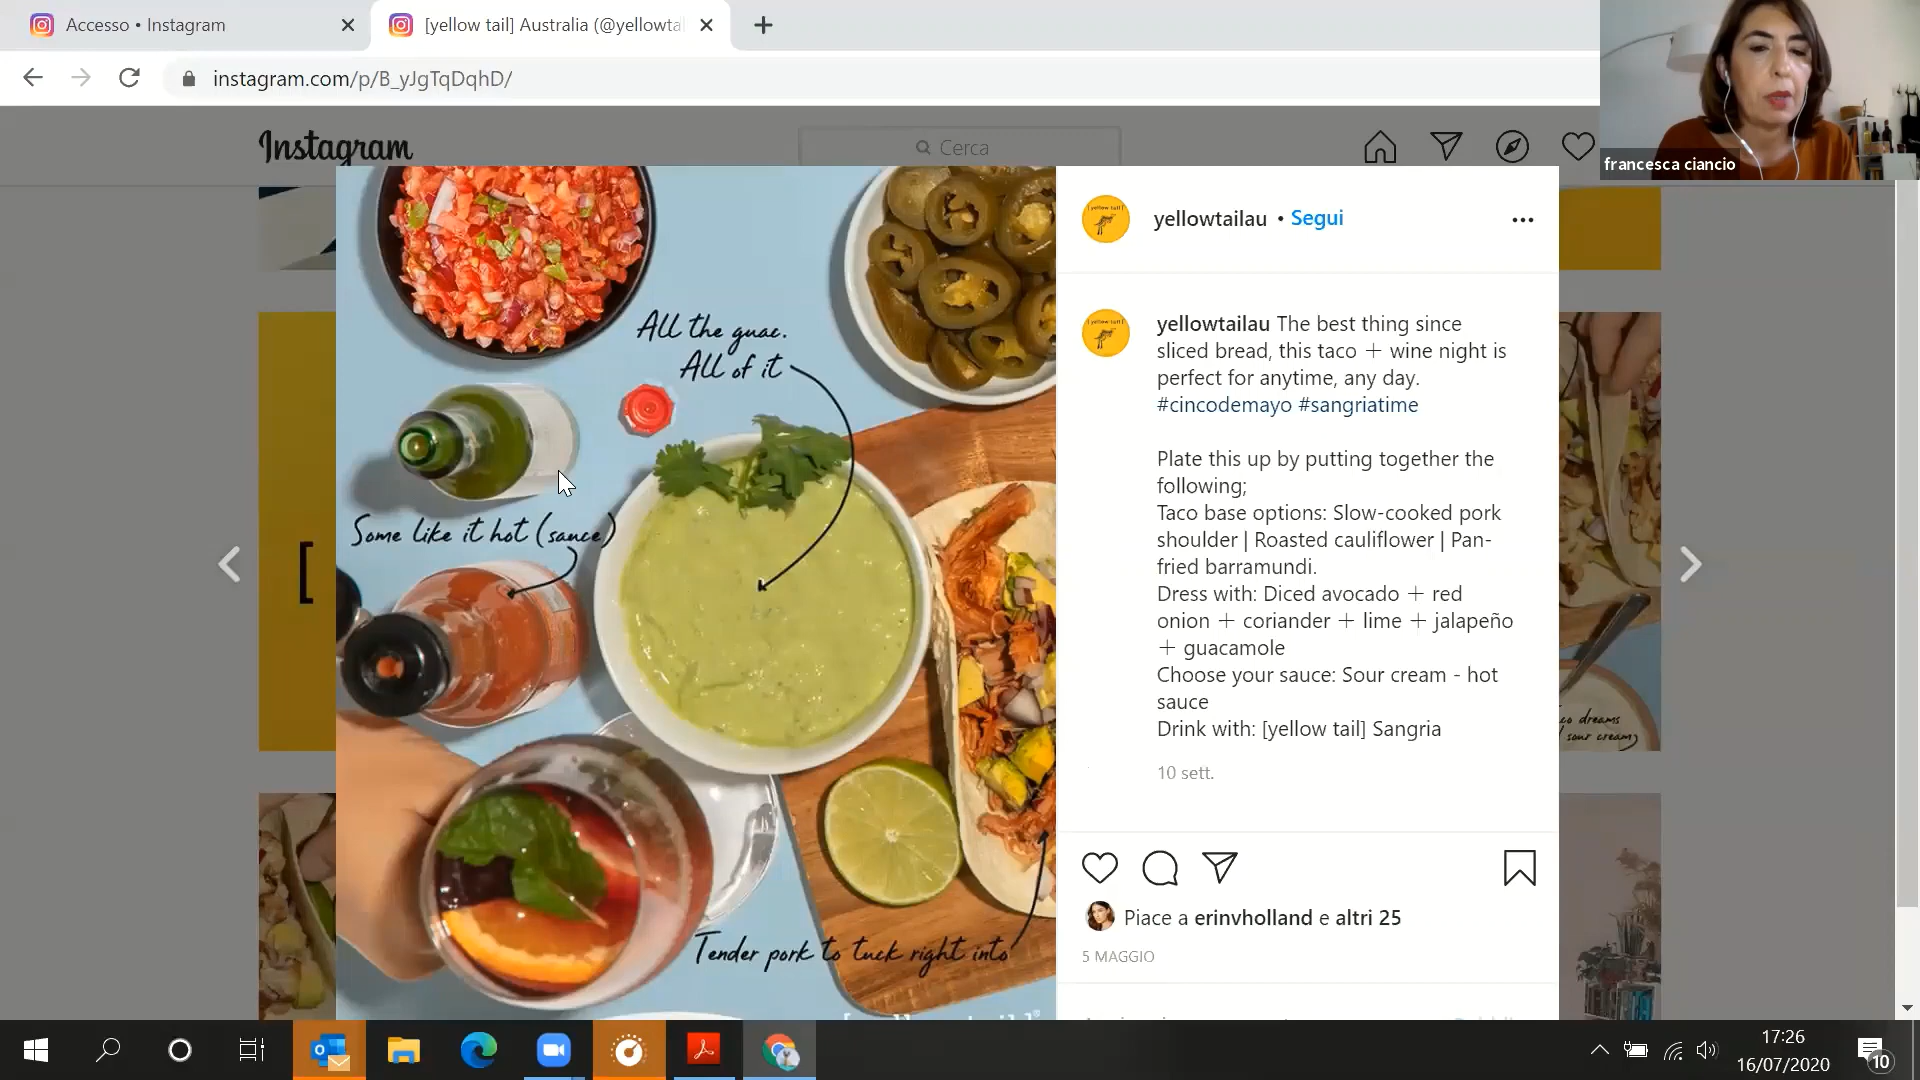 Accesso • Instagram
[yellow tail] Australia (@yellowta
instagram.com/p/B_yJgTqDqhD/
francesca ciancio
Instagram
Cerca
yellowtailau • Segui
All the guac.
All of it
Some like it hot (sauce)
Tender pork to tuck right into
yellowtailau The best thing since
sliced bread, this taco + wine night is
perfect for anytime, any day.
#cincodemayo #sangriatime
Plate this up by putting together the
following;
Taco base options: Slow-cooked pork
shoulder | Roasted cauliflower | Pan-
fried barramundi.
Dress with: Diced avocado + red
onion + coriander + lime + jalapeño
+ guacamole
Choose your sauce: Sour cream - hot
sauce
Drink with: [yellow tail] Sangria
10 sett.
Piace a erinvholland e altri 25
5 MAGGIO
[
dreams
sour cream
17:26
16/07/2020
10